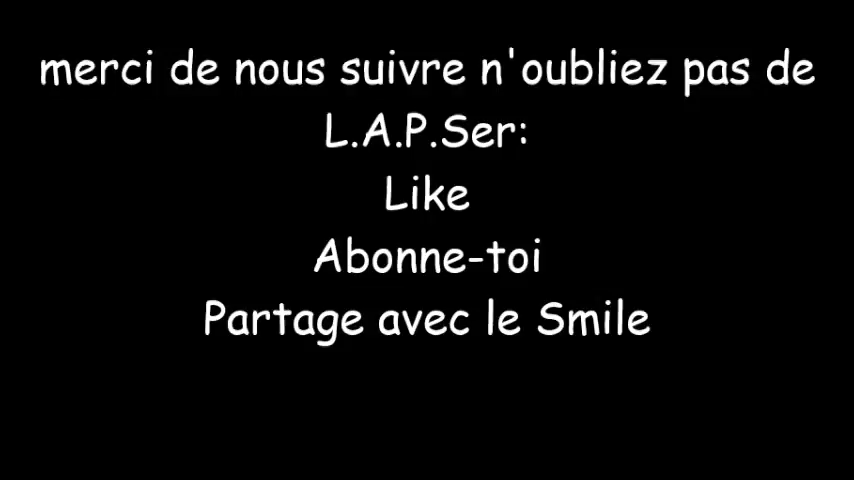 merci de nous suivre n'oubliez pas de
L.A.P.Ser:
Like
Abonne-toi
Partage avec le Smile